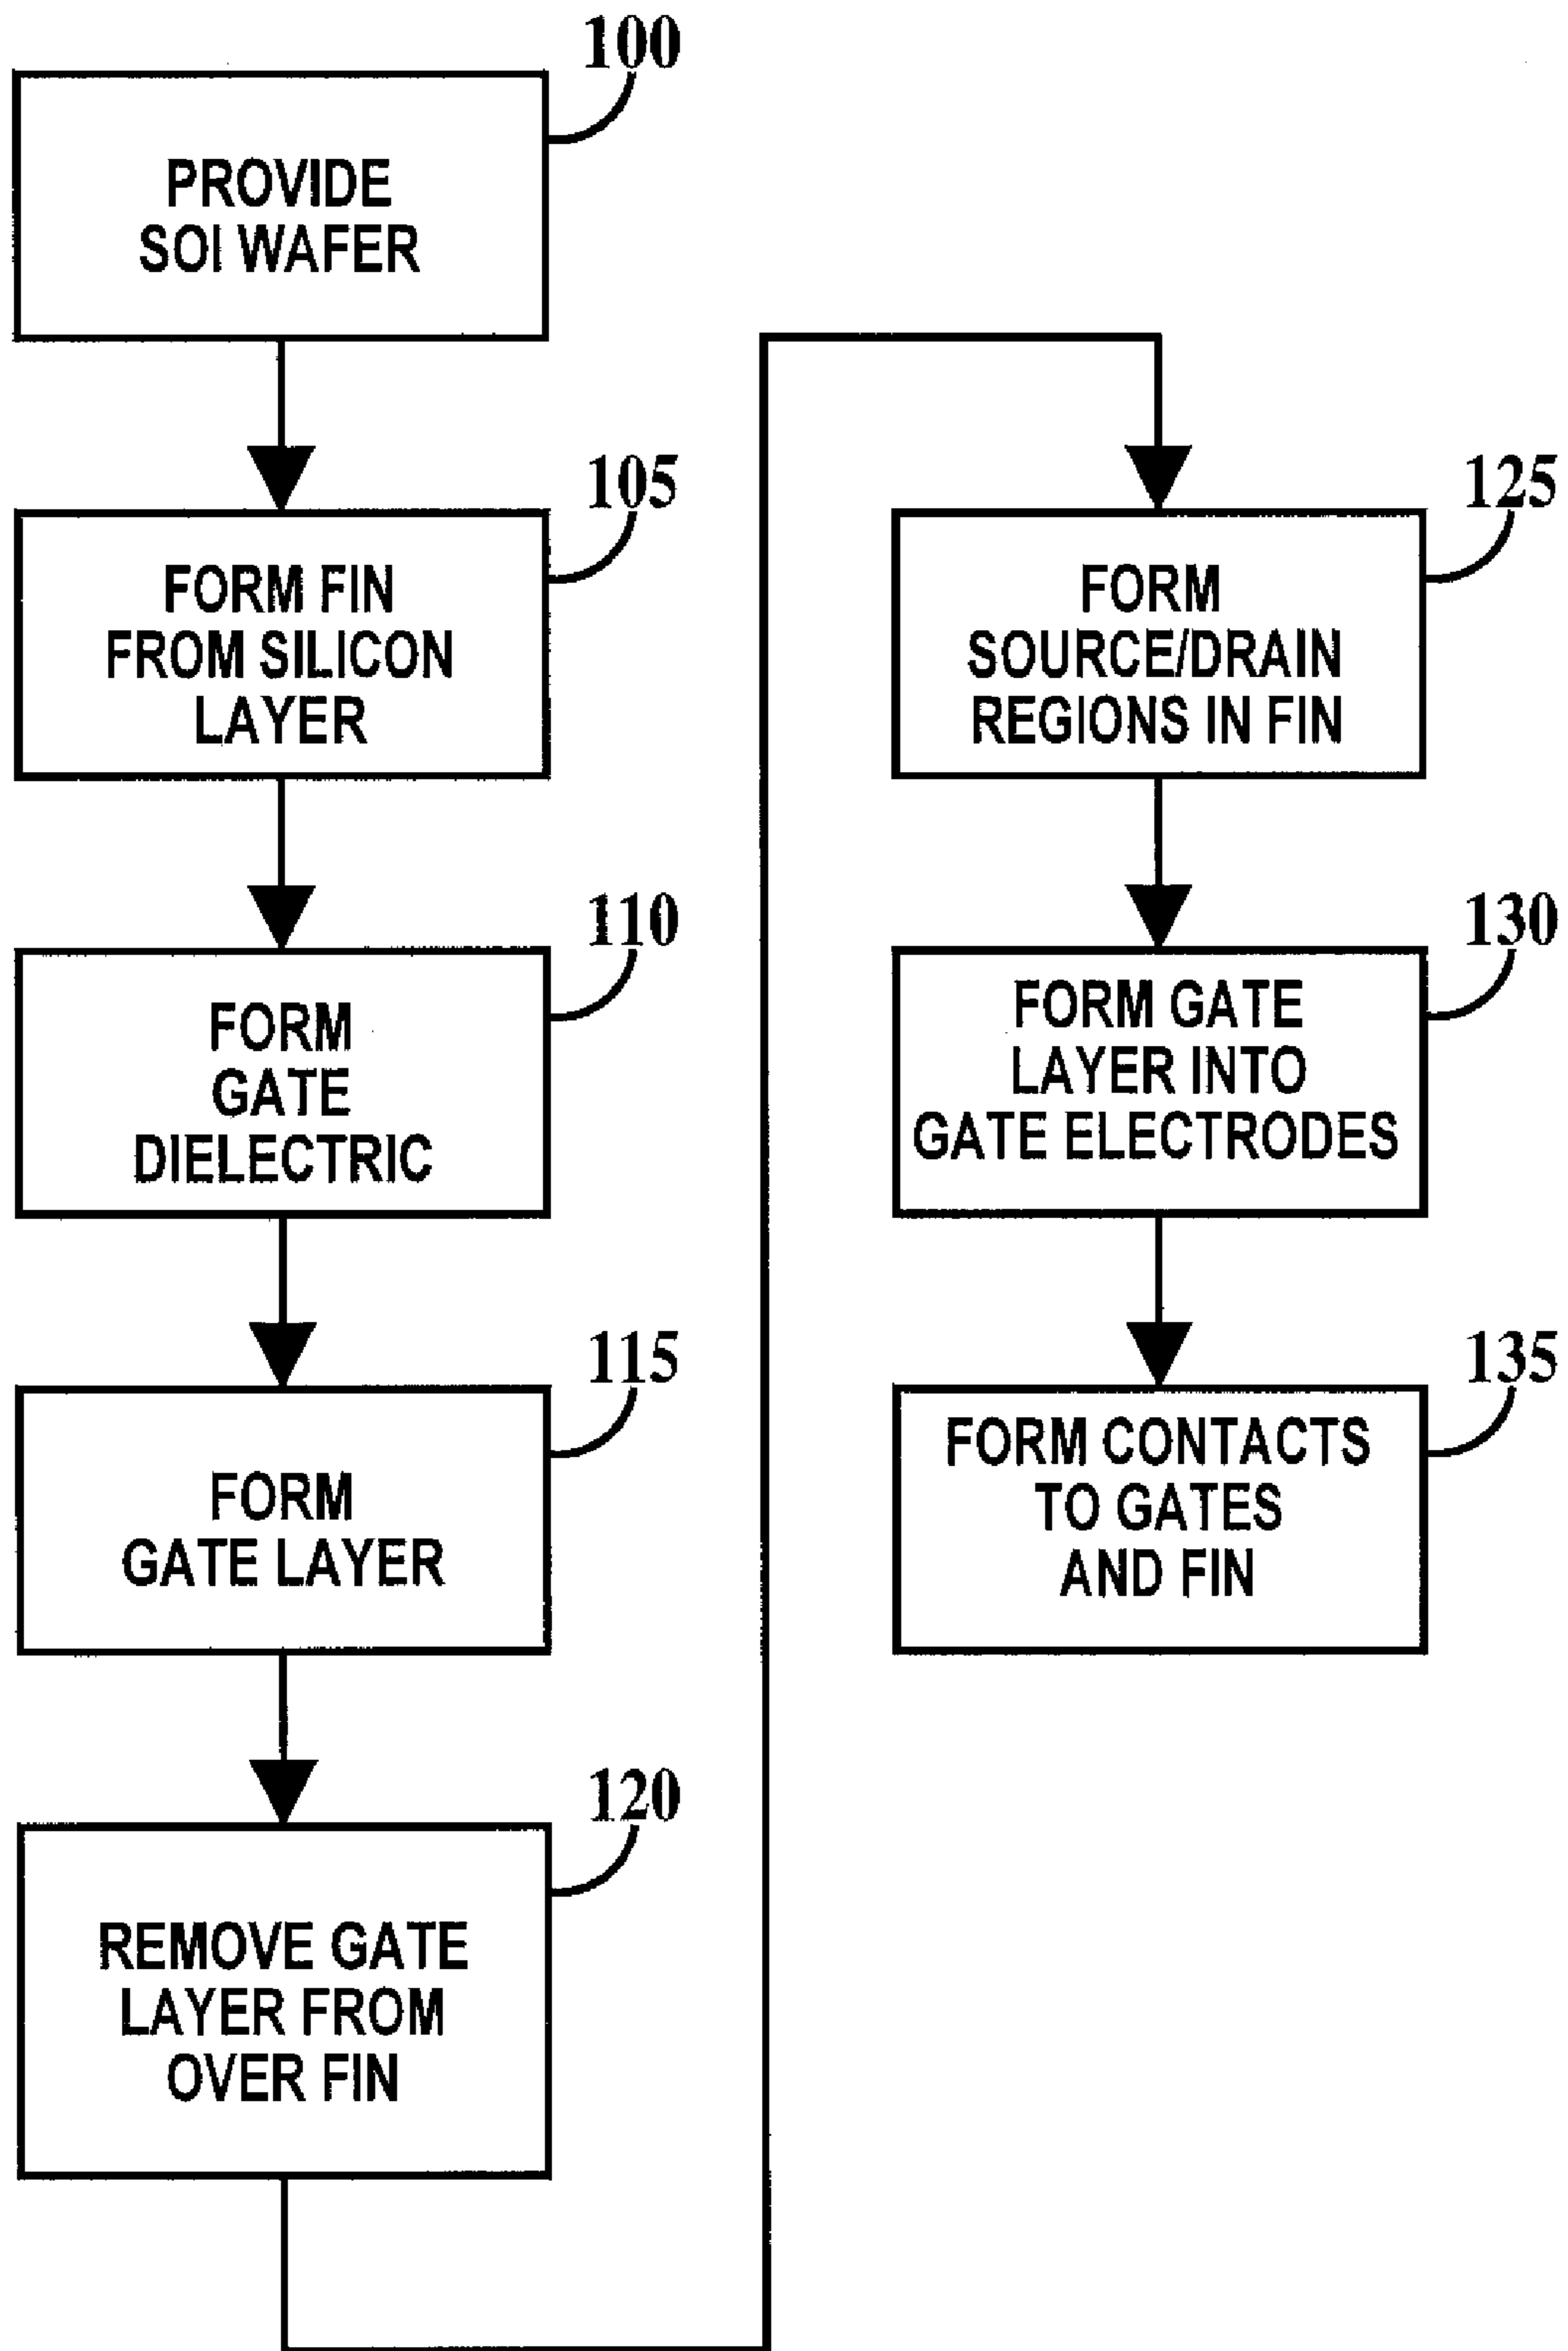 100
PROVIDE
SOI WAFER
105
FORM FIN
FROM SILICON
LAYER
110
FORM
GATE
DIELECTRIC
115
FORM
GATE LAYER
120
REMOVE GATE
LAYER FROM
OVER FIN
125
FORM
SOURCE/DRAIN
REGIONS IN FIN
130
FORM GATE
LAYER INTO
GATE ELECTRODES
135
FORM CONTACTS
TO GATES
AND FIN